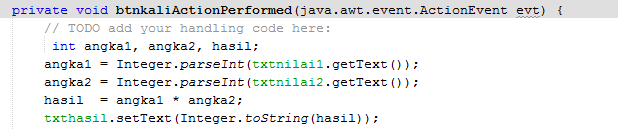 private void btnkaliActionPerformed(java.awt.event.ActionEvent evt) {
// TODO add your handling code here:
int angka1, angka2, hasil;
angka1 = Integer.parseInt(txtnilai1.getText());
angka2 = Integer.parseInt(txtnilai2.getText());
hasil  = angka1 * angka2;
txthasil.setText(Integer.toString(hasil));